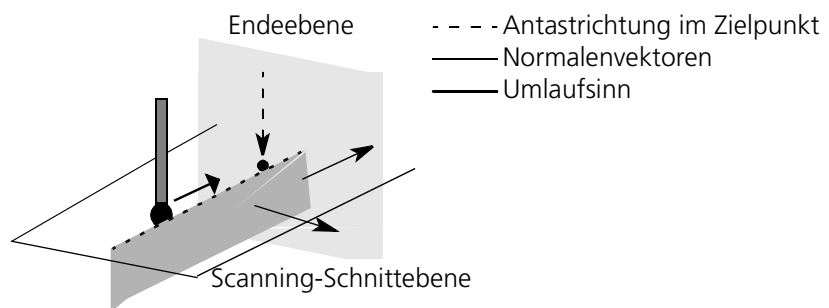 Endeebene
Antastrichtung im Zielpunkt
Normalenvektoren
Umlaufsinn
Scanning-Schnittebene